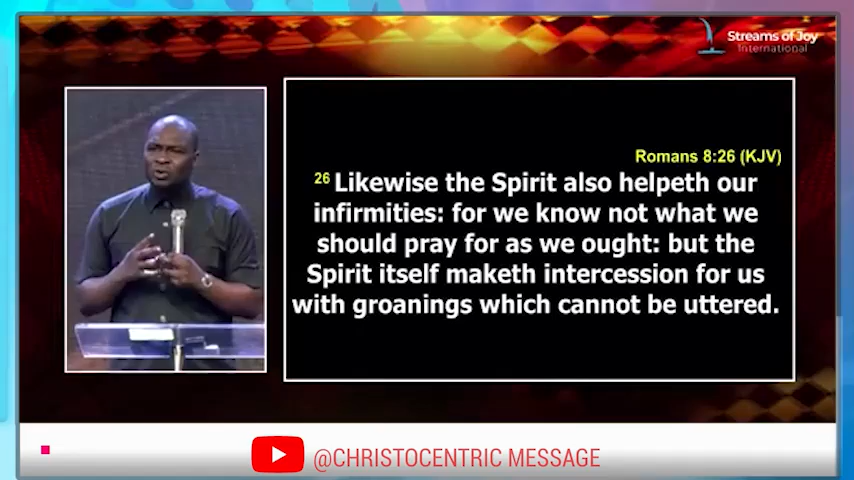 Streams of Joy
International
Romans 8:26 (KJV)
26 Likewise the Spirit also helpeth our
infirmities: for we know not what we
should pray for as we ought: but the
Spirit itself maketh intercession for us
with groanings which cannot be uttered.
@CHRISTOCENTRIC MESSAGE